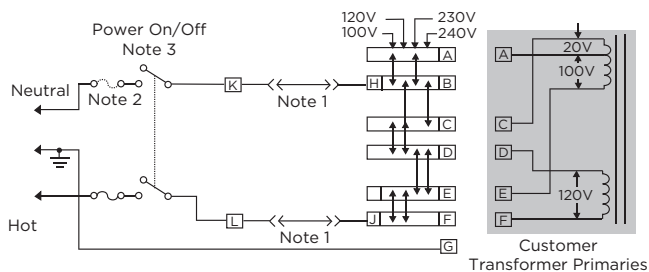 120V 230V
100V 240V
Power On/Off
Note 3
Neutral
Note 2
K
Note 1
H
A
B
C
D
E
J
F
L
Note 1
Hot
G
A
20V
100V
C
D
E
120V
F
Customer
Transformer Primaries